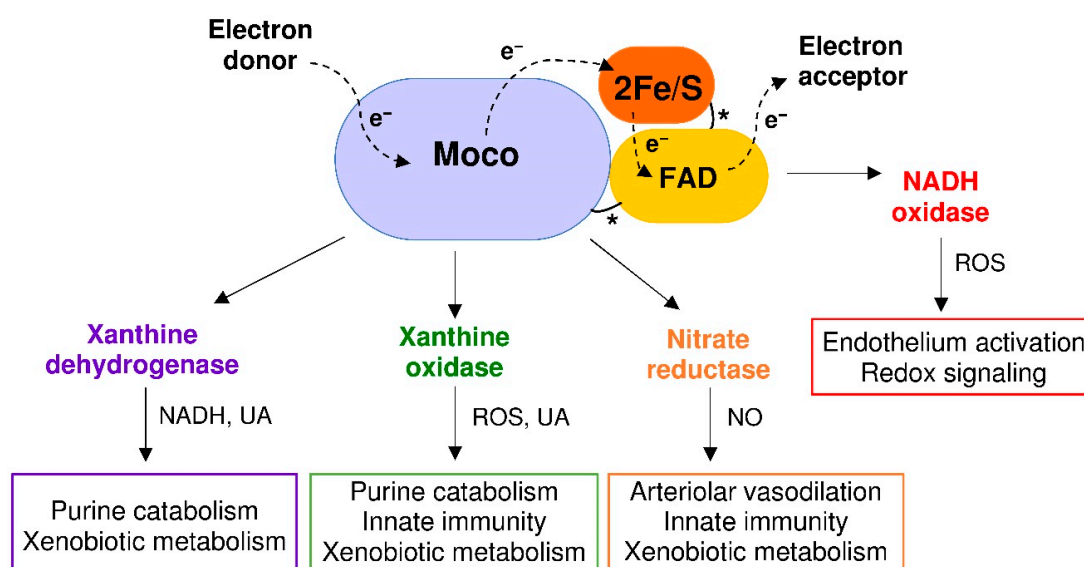 Electron
donor
e⁻
e⁻
Moco
2Fe/S
*
e⁻
FAD
*
e⁻
Electron
acceptor
NADH
oxidase
ROS
Endothelium activation
Redox signaling
Xanthine
dehydrogenase
NADH, UA
Purine catabolism
Xenobiotic metabolism
Xanthine
oxidase
ROS, UA
Purine catabolism
Innate immunity
Xenobiotic metabolism
Nitrate
reductase
NO
Arteriolar vasodilation
Innate immunity
Xenobiotic metabolism